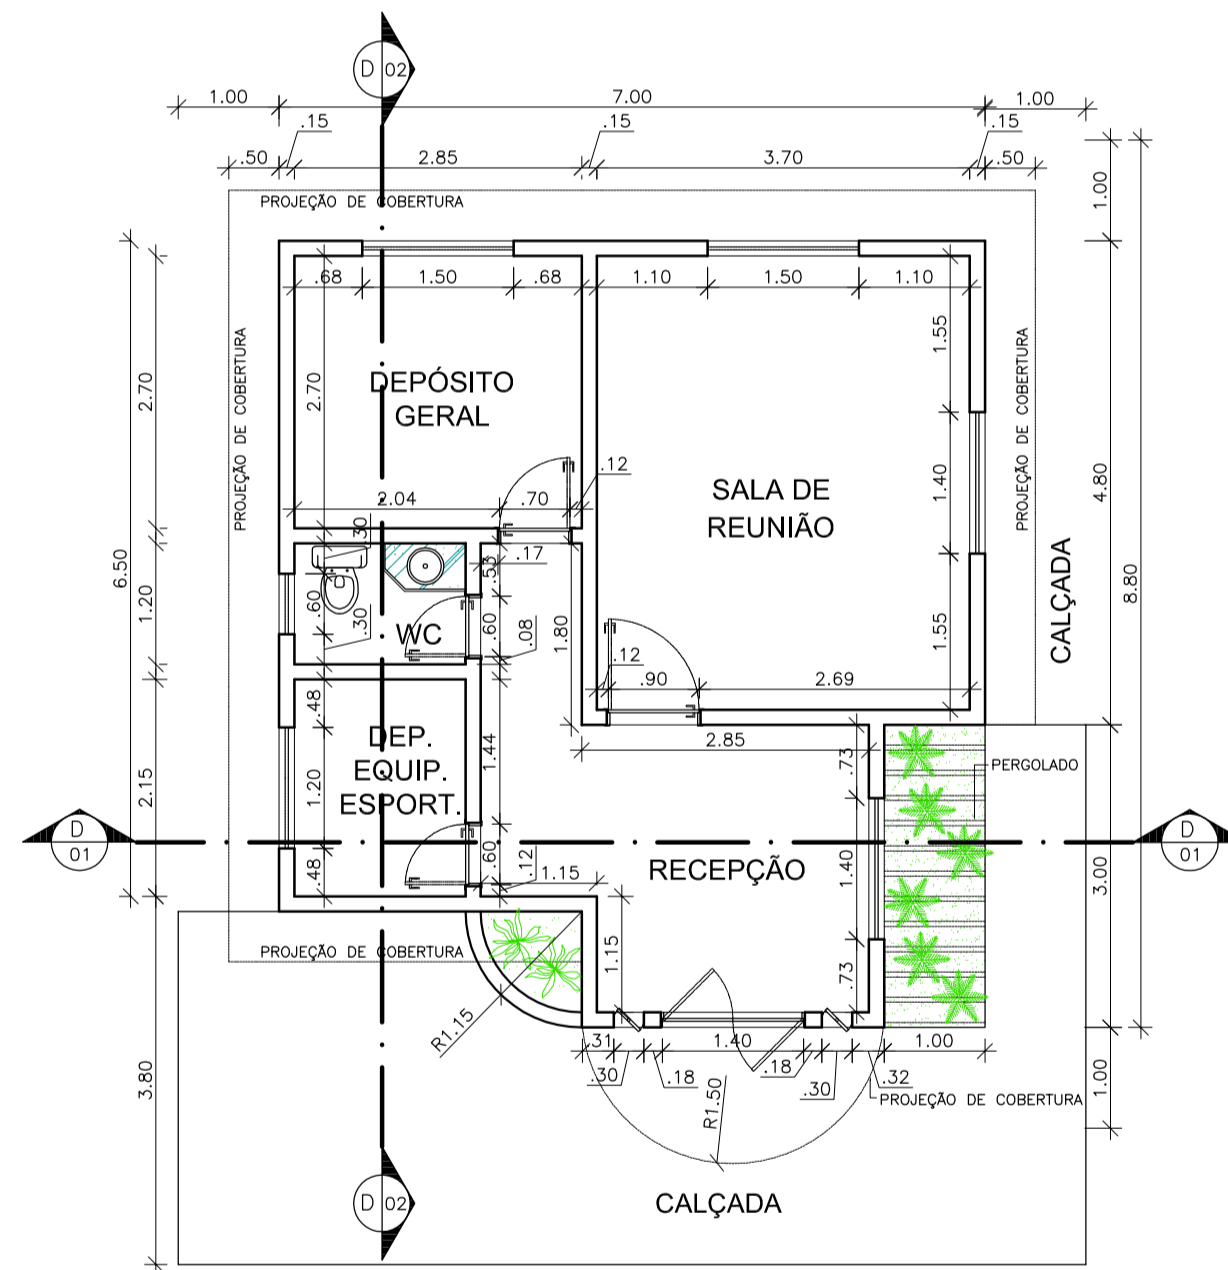 D 02
1.00
7.00
1.00
.15
.15
.15
.50
2.85
3.70
.50
PROJEÇÃO DE COBERTURA
1.00
.68
1.50
.68
1.10
1.50
1.10
1.55
PROJEÇÃO DE COBERTURA
PROJEÇÃO DE COBERTURA
2.70
2.70
DEPÓSITO
GERAL
4.80
.12
2.04
.70
SALA DE
REUNIÃO
1.40
6.50
8.80
.30
.17
.53
1.20
.60
.30
WC
.60
.08
1.80
CALÇADA
1.55
.12
.90
2.69
.48
2.85
.73
DEP.
EQUIP.
ESPORT.
1.44
PERGOLADO
2.15
1.20
D
01
D
01
.48
.60
.12
1.15
RECEPÇÃO
1.40
3.00
PROJEÇÃO DE COBERTURA
1.15
.73
R1.15
.31
1.40
1.00
.30
.18
.18
.30
.32
3.80
R1.50
PROJEÇÃO DE COBERTURA
1.00
D 02
CALÇADA